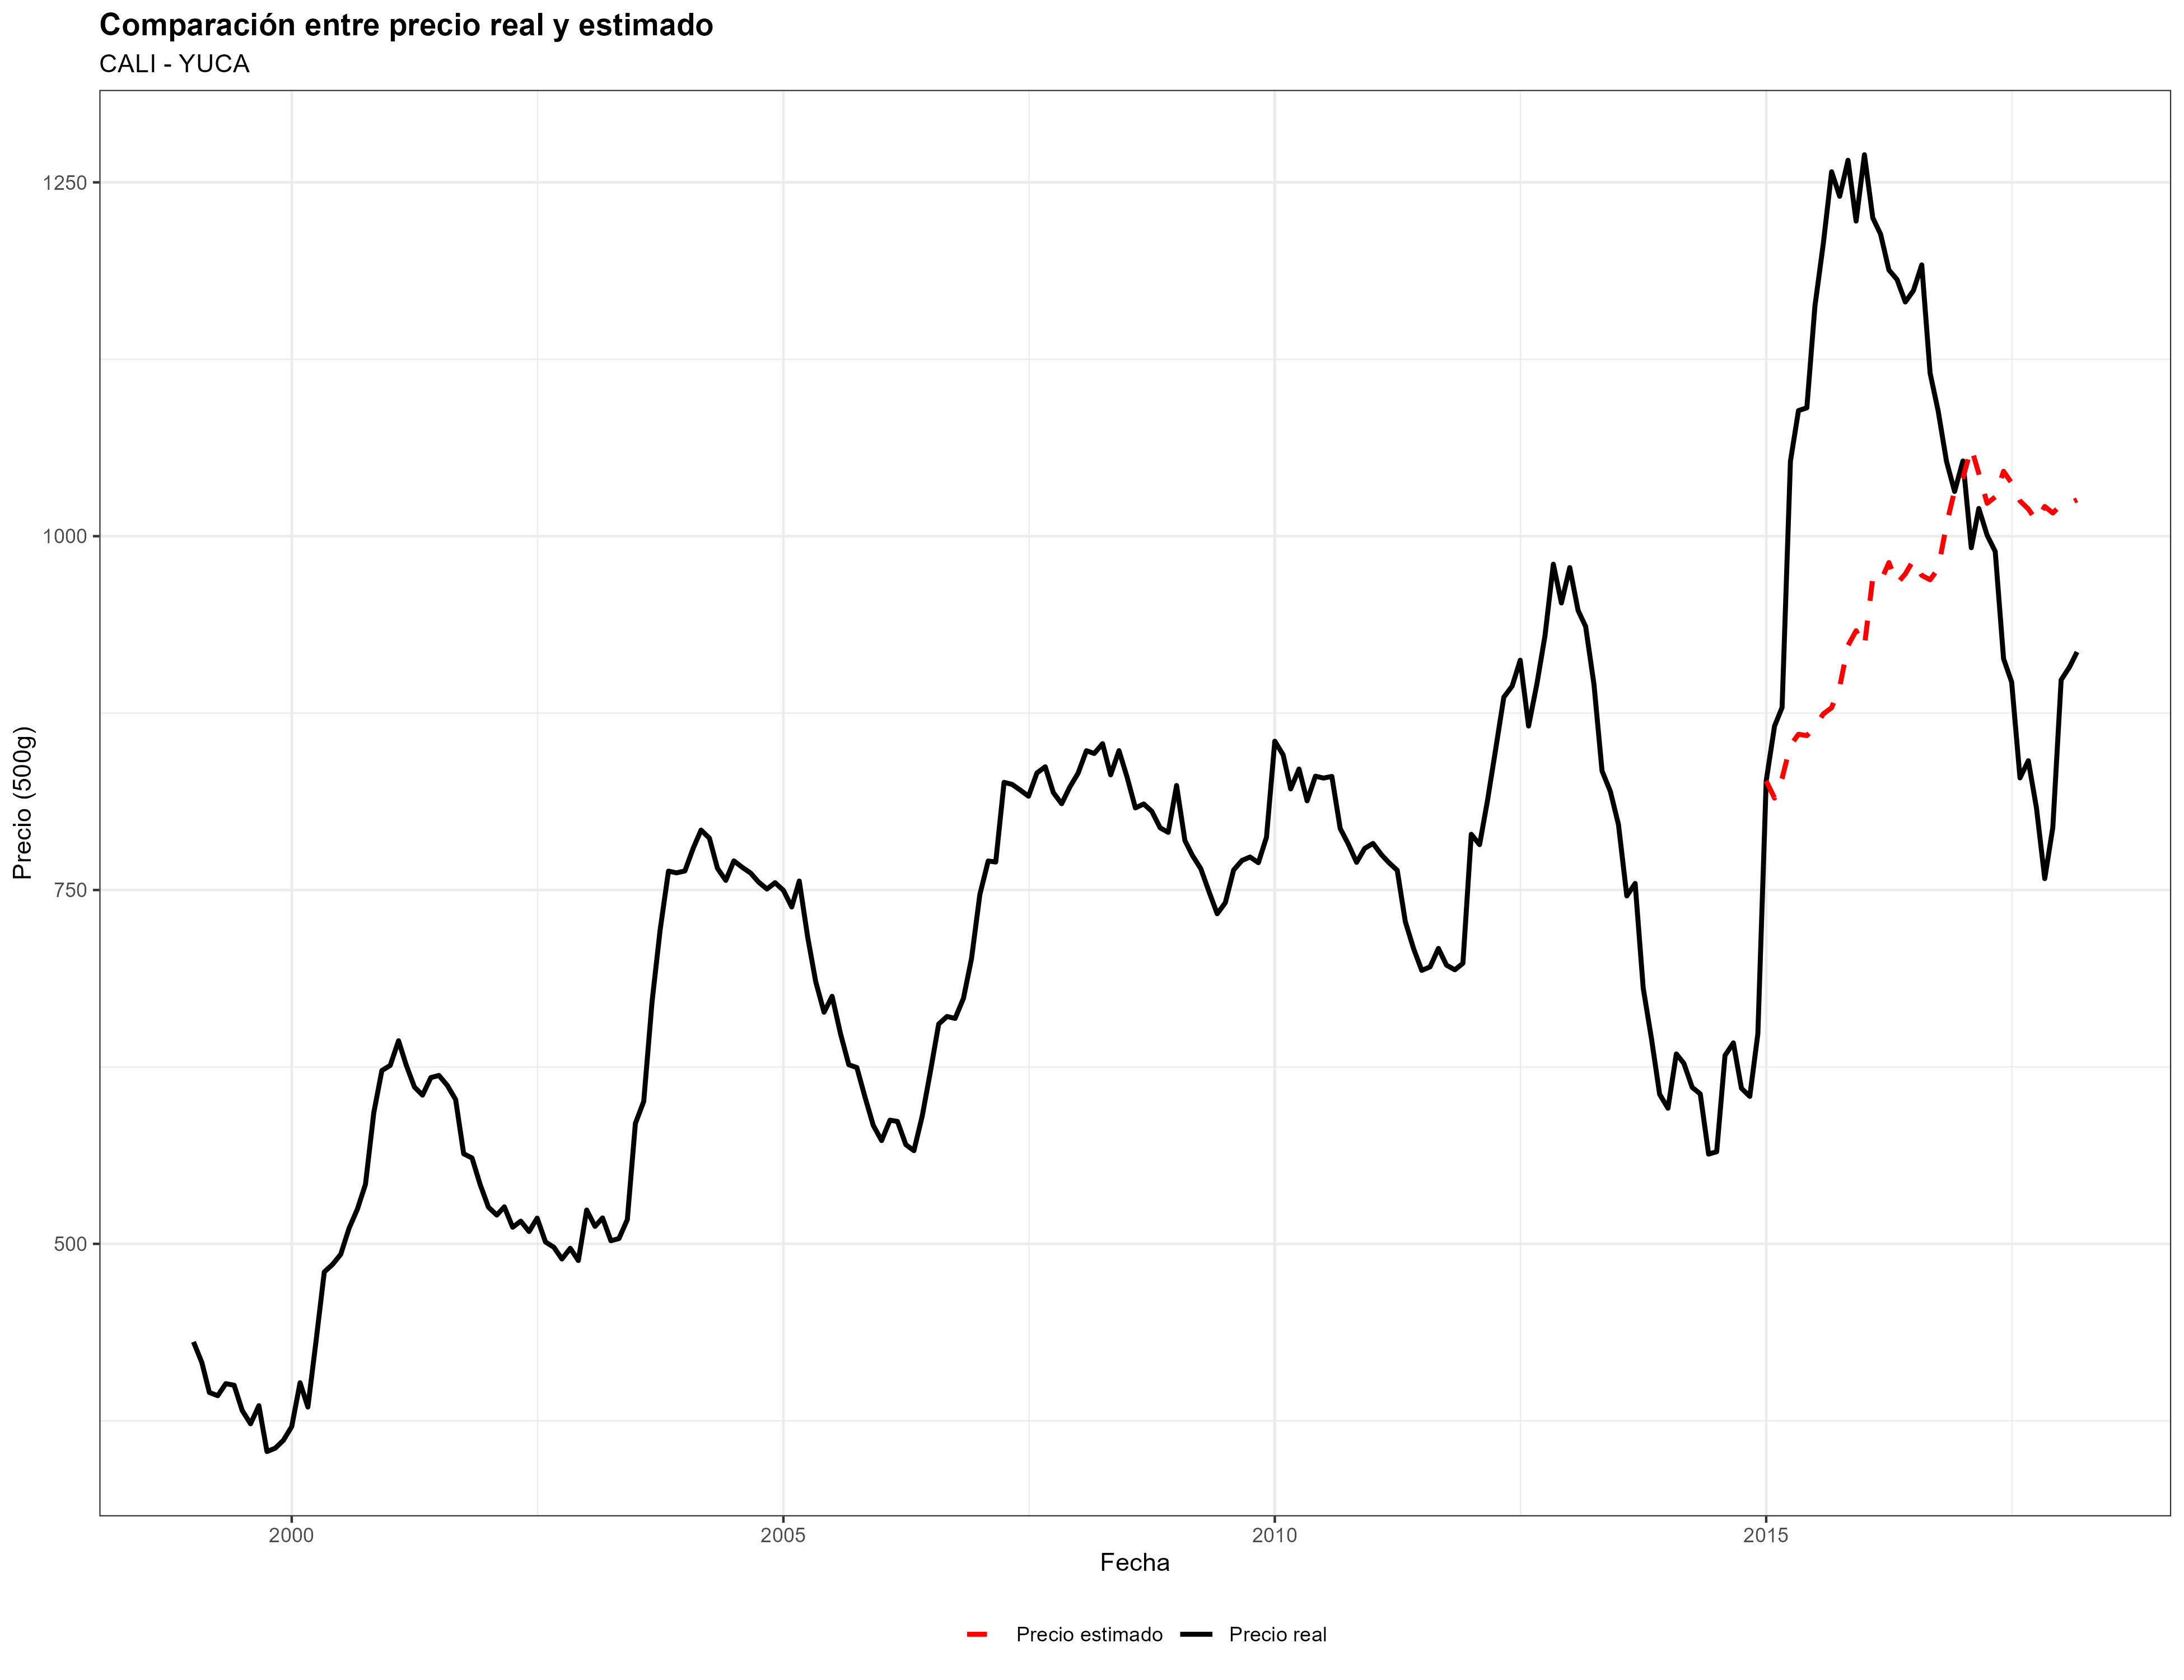 Comparación entre precio real y estimado
CALI - YUCA
Precio (500g)
1250
1000
750
500
2000
2005
2010
2015
Fecha
Precio estimado
Precio real